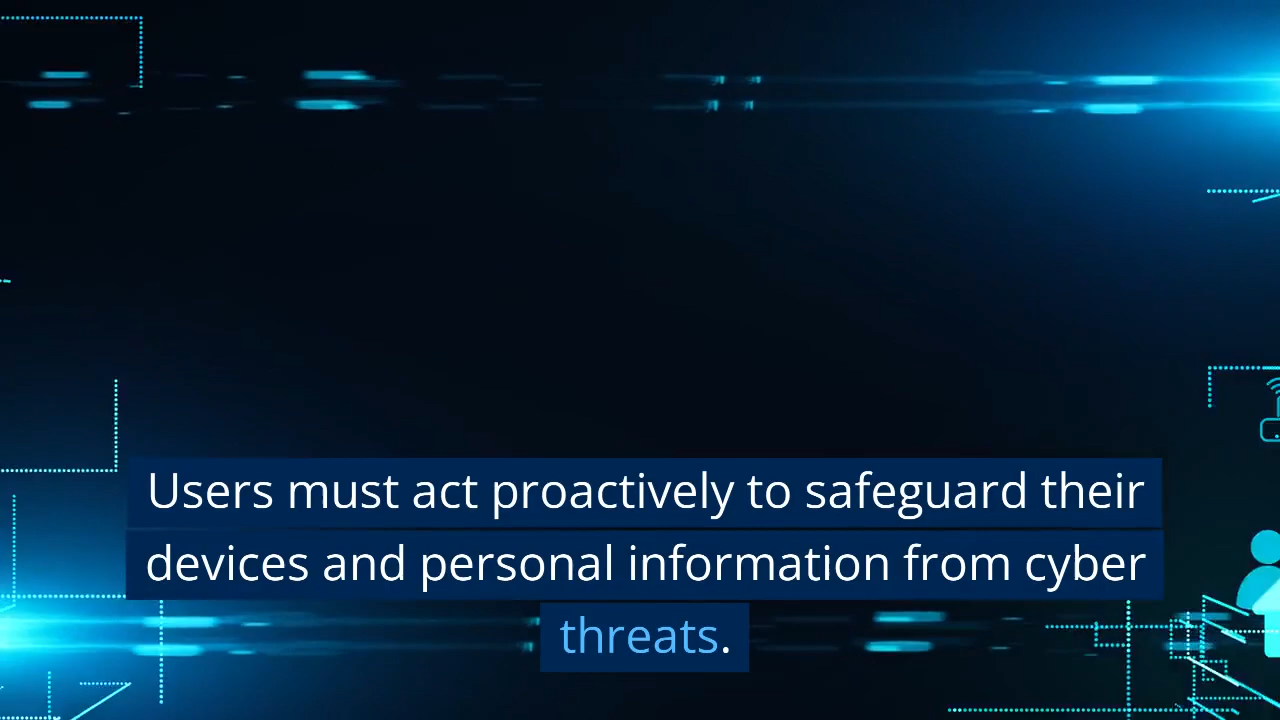 Users must act proactively to safeguard their
devices and personal information from cyber
threats.